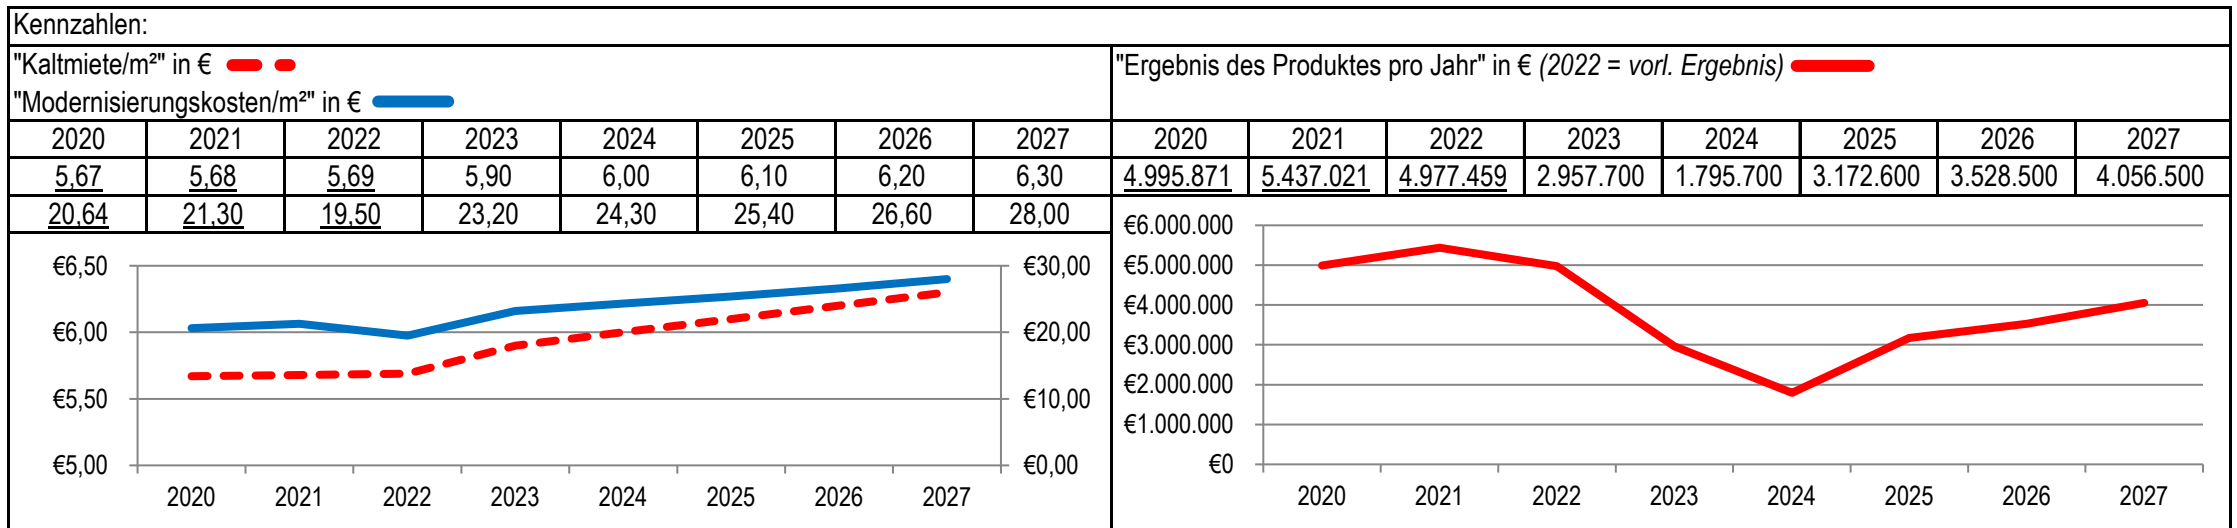 Kennzahlen:
"Kaltmiete/m²" in €
"Modernisierungskosten/m²" in €
2020 2021 2022 2023 2024 2025 2026 2027
5,67 5,68 5,69 5,90 6,00 6,10 6,20 6,30
20,64 21,30 19,50 23,20 24,30 25,40 26,60 28,00
€6,50 €30,00
€6,00 €20,00
€5,50 €10,00
€5,00 €0,00
2020 2021 2022 2023 2024 2025 2026 2027
"Ergebnis des Produktes pro Jahr" in € (2022 = vorl. Ergebnis)
2020 2021 2022 2023 2024 2025 2026 2027
4.995.871 5.437.021 4.977.459 2.957.700 1.795.700 3.172.600 3.528.500 4.056.500
€6.000.000
€5.000.000
€4.000.000
€3.000.000
€2.000.000
€1.000.000
€0
2020 2021 2022 2023 2024 2025 2026 2027